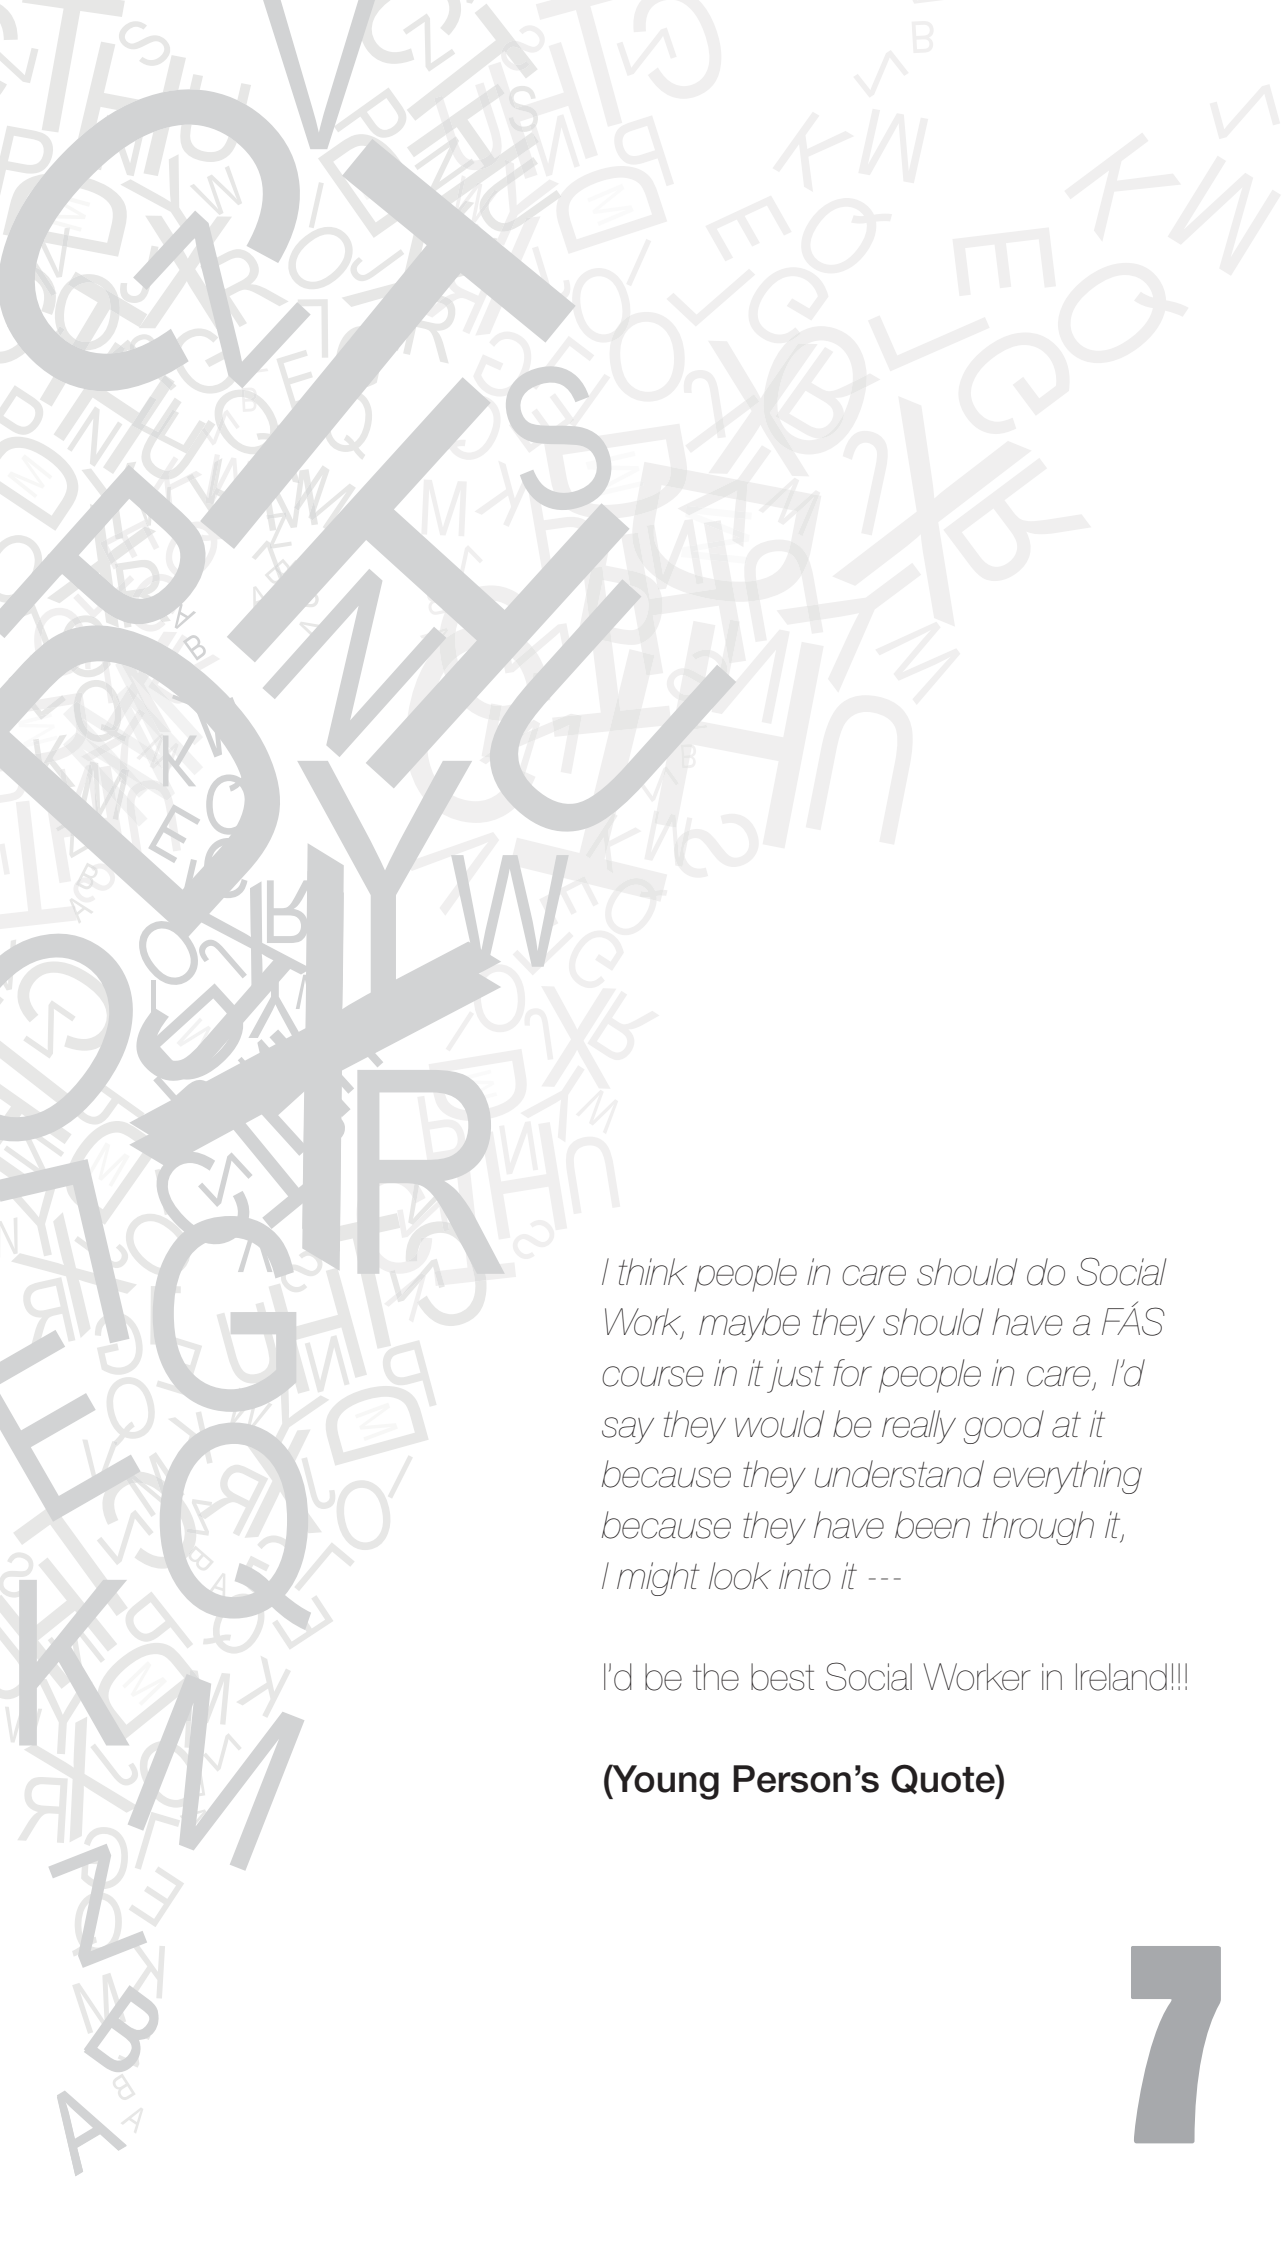 I think people in care should do Social
Work, maybe they should have a FÁS
course in it just for people in care, I'd
say they would be really good at it
because they understand everything
because they have been through it,
I might look into it ---
I'd be the best Social Worker in Ireland!!!
(Young Person's Quote)
7